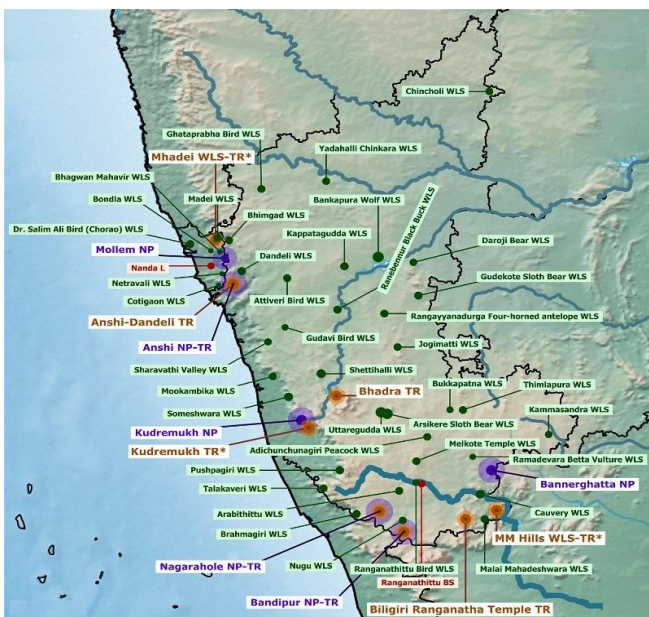 Chincholi WLS
Ghataprabha Bird WLS
Yadahalli Chinkara WLS
Mhadei WLS-TR*
Bhagwan Mahavir WLS
Bondla WLS
Madei WLS
Bankapura Wolf WLS
Ranebennur Black Buck WLS
Bhimgad WLS
Dr. Salim Ali Bird (Chorao) WLS
Kappatagudda WLS
Daroji Bear WLS
Mollem NP
Nanda L
Dandeli WLS
Gudekote Sloth Bear WLS
Netravali WLS
Cotigaon WLS
Attiveri Bird WLS
Anshi-Dandeli TR
Rangayyanadurga Four-horned antelope WLS
Gudavi Bird WLS
Anshi NP-TR
Jogimatti WLS
Sharavathi Valley WLS
Shettihalli WLS
Bukkapatna WLS
Thimlapura WLS
Mookambika WLS
Bhadra TR
Someshwara WLS
Kammasandra WLS
Kudremukh NP
Uttaregudda WLS
Arsikere Sloth Bear WLS
Kudremukh TR*
Adichunchunagiri Peacock WLS
Melkote Temple WLS
Ramadevara Betta Vulture WLS
Pushpagiri WLS
Bannerghatta NP
Talakaveri WLS
Arabithittu WLS
Cauvery WLS
Brahmagiri WLS
MM Hills WLS-TR*
Nagarahole NP-TR
Nugu WLS
Ranganathittu Bird WLS
Malai Mahadeshwara WLS
Ranganathittu BS
Bandipur NP-TR
Biligiri Ranganatha Temple TR